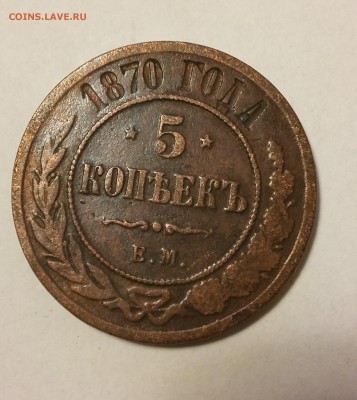 COINS.LAVE.RU
1870 ГОДА
5
КОПѢЕКЪ
Е.М.